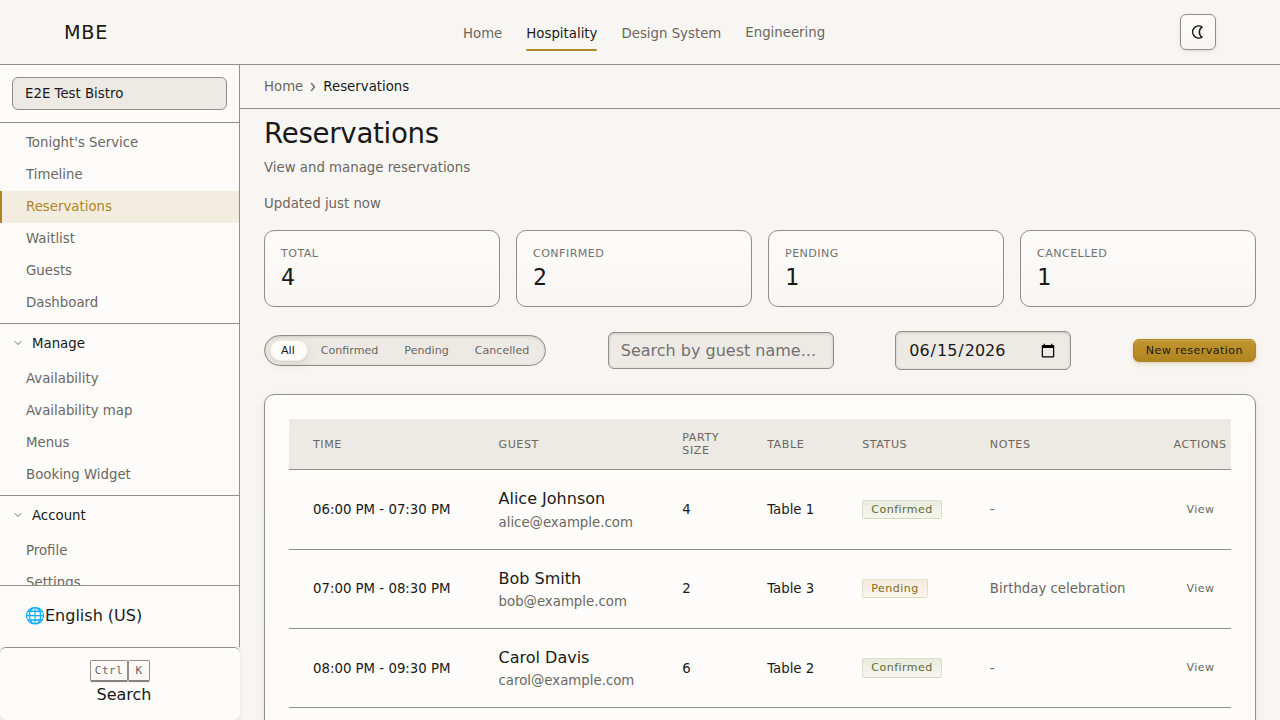 MBE
Home Hospitality Design System Engineering
E2E Test Bistro
Tonight's Service
Timeline
Reservations
Waitlist
Guests
Dashboard
Manage
Availability
Availability map
Menus
Booking Widget
Account
Profile
Settings
🌐English (US)
Ctrl K
Search
Home > Reservations
Reservations
View and manage reservations
Updated just now
TOTAL
4
CONFIRMED
2
PENDING
1
CANCELLED
1
All Confirmed Pending Cancelled
Search by guest name...
06/15/2026
New reservation
TIME GUEST PARTY SIZE TABLE STATUS NOTES ACTIONS
06:00 PM - 07:30 PM Alice Johnson 4 Table 1 Confirmed - View
alice@example.com
07:00 PM - 08:30 PM Bob Smith 2 Table 3 Pending Birthday celebration View
bob@example.com
08:00 PM - 09:30 PM Carol Davis 6 Table 2 Confirmed - View
carol@example.com